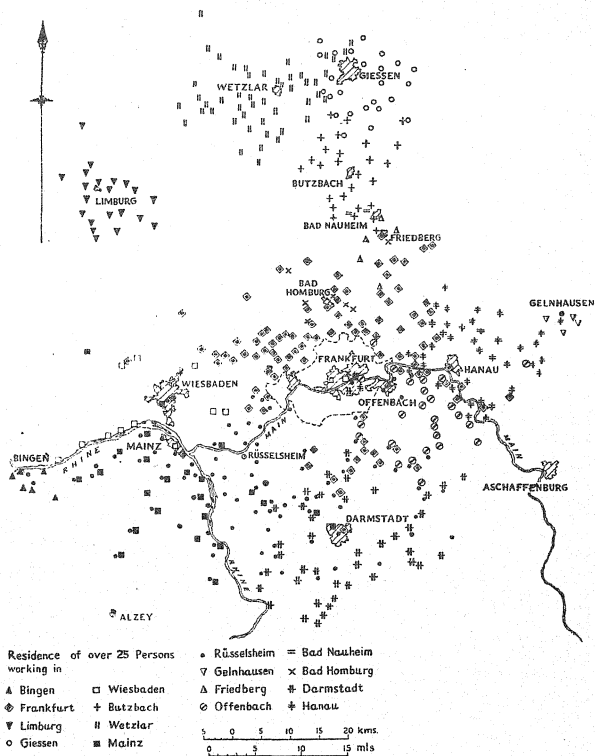 GIESSEN
WETZLAR
BUTZBACH
LIMBURG
BAD NAUHEIM
FRIEDBERG
BAD
HOMBURG
GELNHAUSEN
FRANKFURT
HANAU
WIESBADEN
OFFENBACH
MAIN
MAINZ
MAIN
BINGEN
RHINE
RÜSSELSHEIM
ASCHAFFENBURG
DARMSTADT
RHINE
ALZEY
Residence of over 25 Persons
working in
Bingen
Frankfurt
Limburg
Giessen
Wiesbaden
Butzbach
Wetzlar
Mainz
Rüsselsheim
Gelnhausen
Friedberg
Offenbach
Bad Nauheim
Bad Homburg
Darmstadt
Hanau
5 0 5 10 15 20 kms.
0 5 10 15 mls